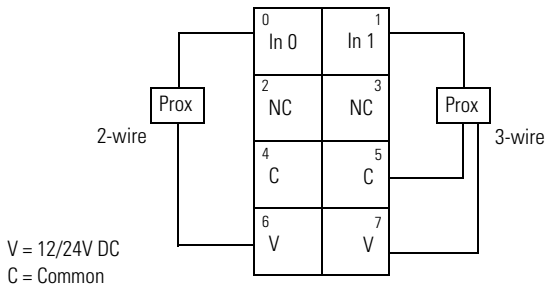 0
In 0
1
In 1
2
NC
3
NC
Prox
2-wire
Prox
3-wire
4
C
5
C
6
V
7
V
V = 12/24V DC
C = Common